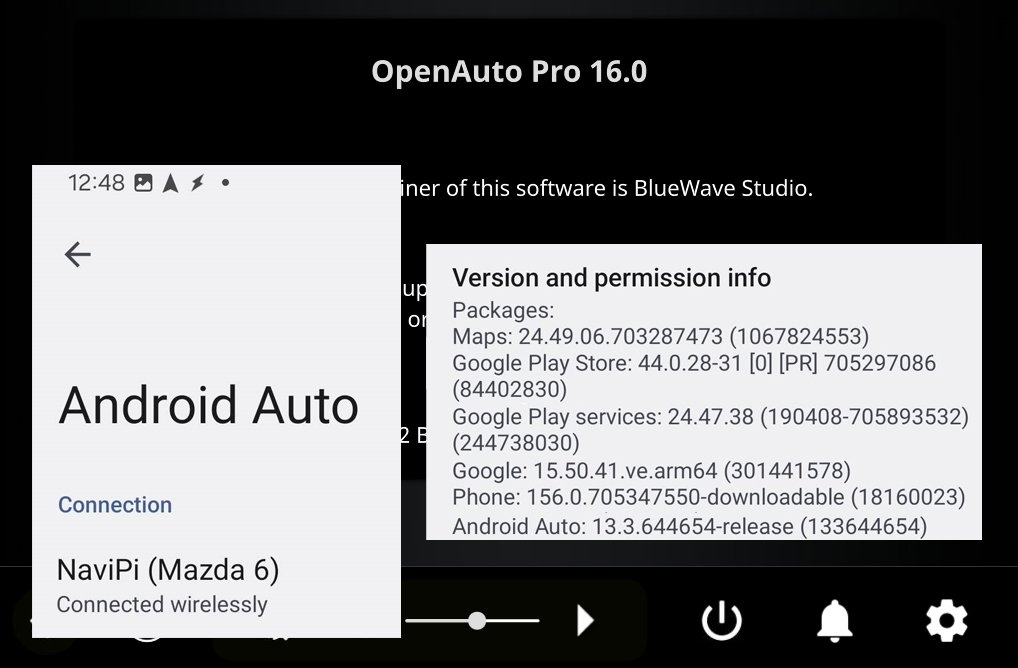 OpenAuto Pro 16.0
12:48
iner of this software is BlueWave Studio.
up
or
2 B
Android Auto
Connection
NaviPi (Mazda 6)
Connected wirelessly
Version and permission info
Packages:
Maps: 24.49.06.703287473 (1067824553)
Google Play Store: 44.0.28-31 [0] [PR] 705297086
(84402830)
Google Play services: 24.47.38 (190408-705893532)
(244738030)
Google: 15.50.41.ve.arm64 (301441578)
Phone: 156.0.705347550-downloadable (18160023)
Android Auto: 13.3.644654-release (133644654)